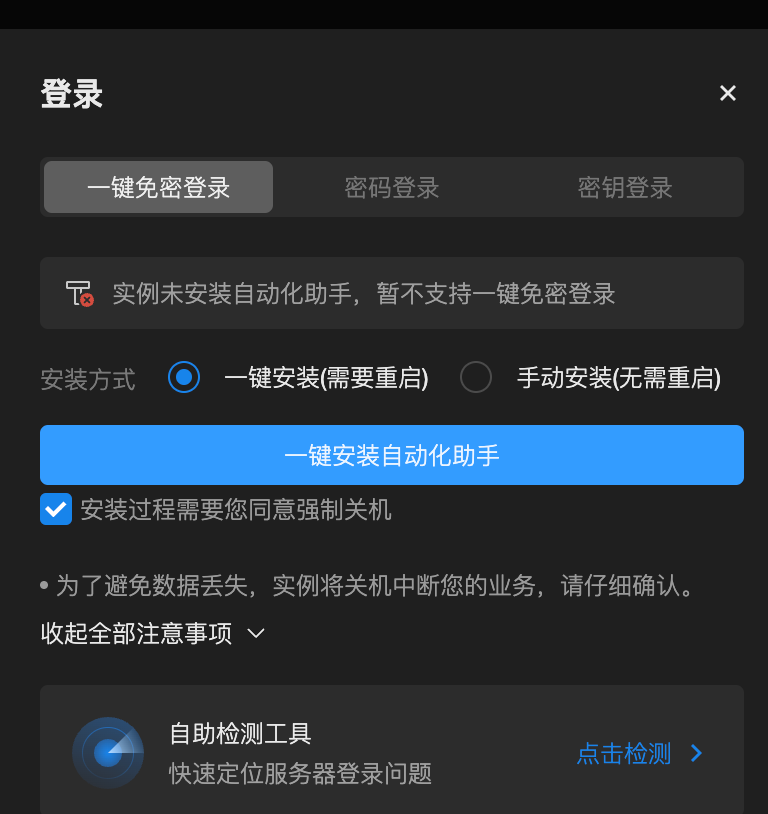 登录
一键免密登录 密码登录 密钥登录
实例未安装自动化助手，暂不支持一键免密登录
安装方式 一键安装(需要重启) 手动安装(无需重启)
一键安装自动化助手
安装过程需要您同意强制关机
• 为了避免数据丢失，实例将关机中断您的业务，请仔细确认。
收起全部注意事项
自助检测工具
快速定位服务器登录问题
点击检测